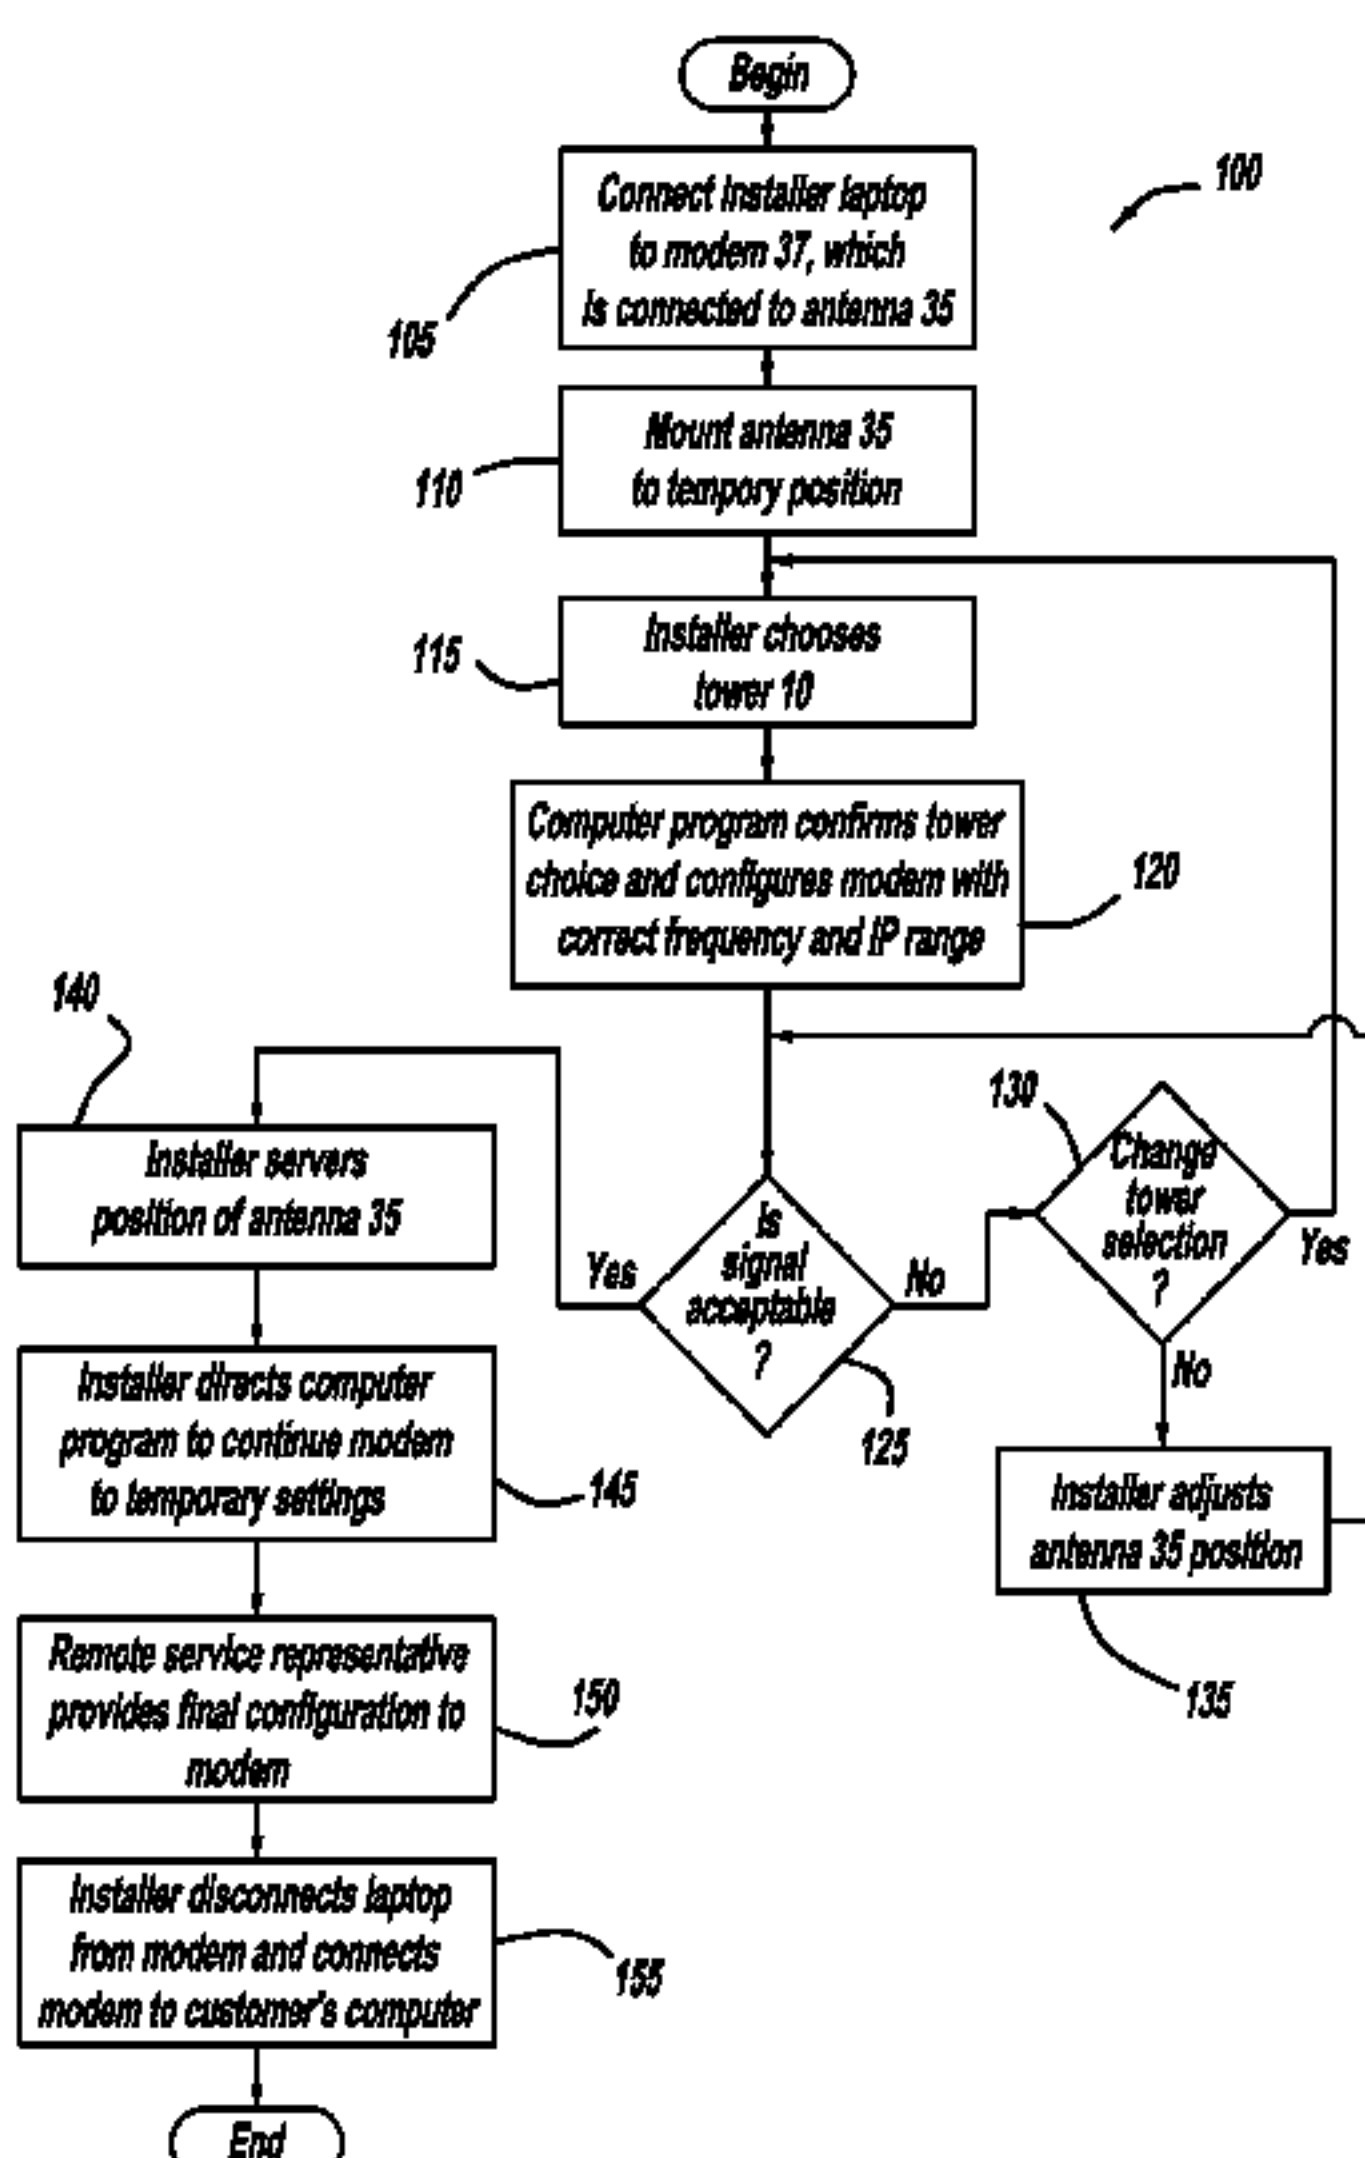 Begin
100
Connect installer laptop
to modem 37, which
is connected to antenna 35
105
Mount antenna 35
to tempory position
110
Installer chooses
tower 10
115
Computer program confirms tower
choice and configures modem with
correct frequency and IP range
120
140
Installer servers
position of antenna 35
130
Change
tower
selection
?
Yes
No
Is
signal
acceptable
?
Yes
No
125
Installer directs computer
program to continue modem
to temporary settings
145
Installer adjusts
antenna 35 position
135
Remote service representative
provides final configuration to
modem
150
Installer disconnects laptop
from modem and connects
modem to customer's computer
155
End